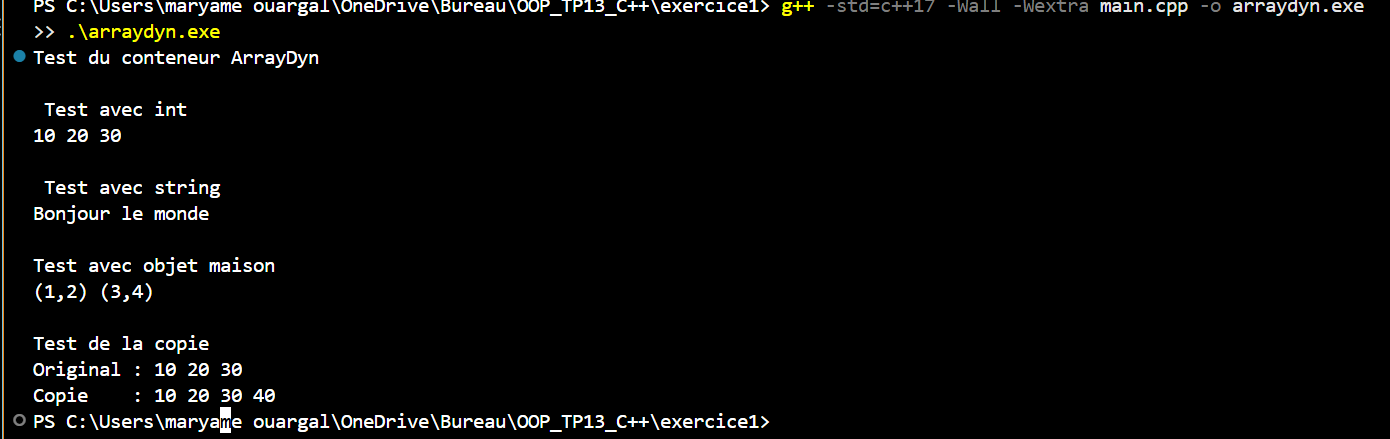 PS C:\Users\maryame ouargal\OneDrive\Bureau\OOP_TP13_C++\exercice1> g++ -std=c++17 -Wall -Wextra main.cpp -o arraydyn.exe
>> .\arraydyn.exe
Test du conteneur ArrayDyn
Test avec int
10 20 30
Test avec string
Bonjour le monde
Test avec objet maison
(1,2) (3,4)
Test de la copie
Original : 10 20 30
Copie    : 10 20 30 40
PS C:\Users\maryame ouargal\OneDrive\Bureau\OOP_TP13_C++\exercice1>